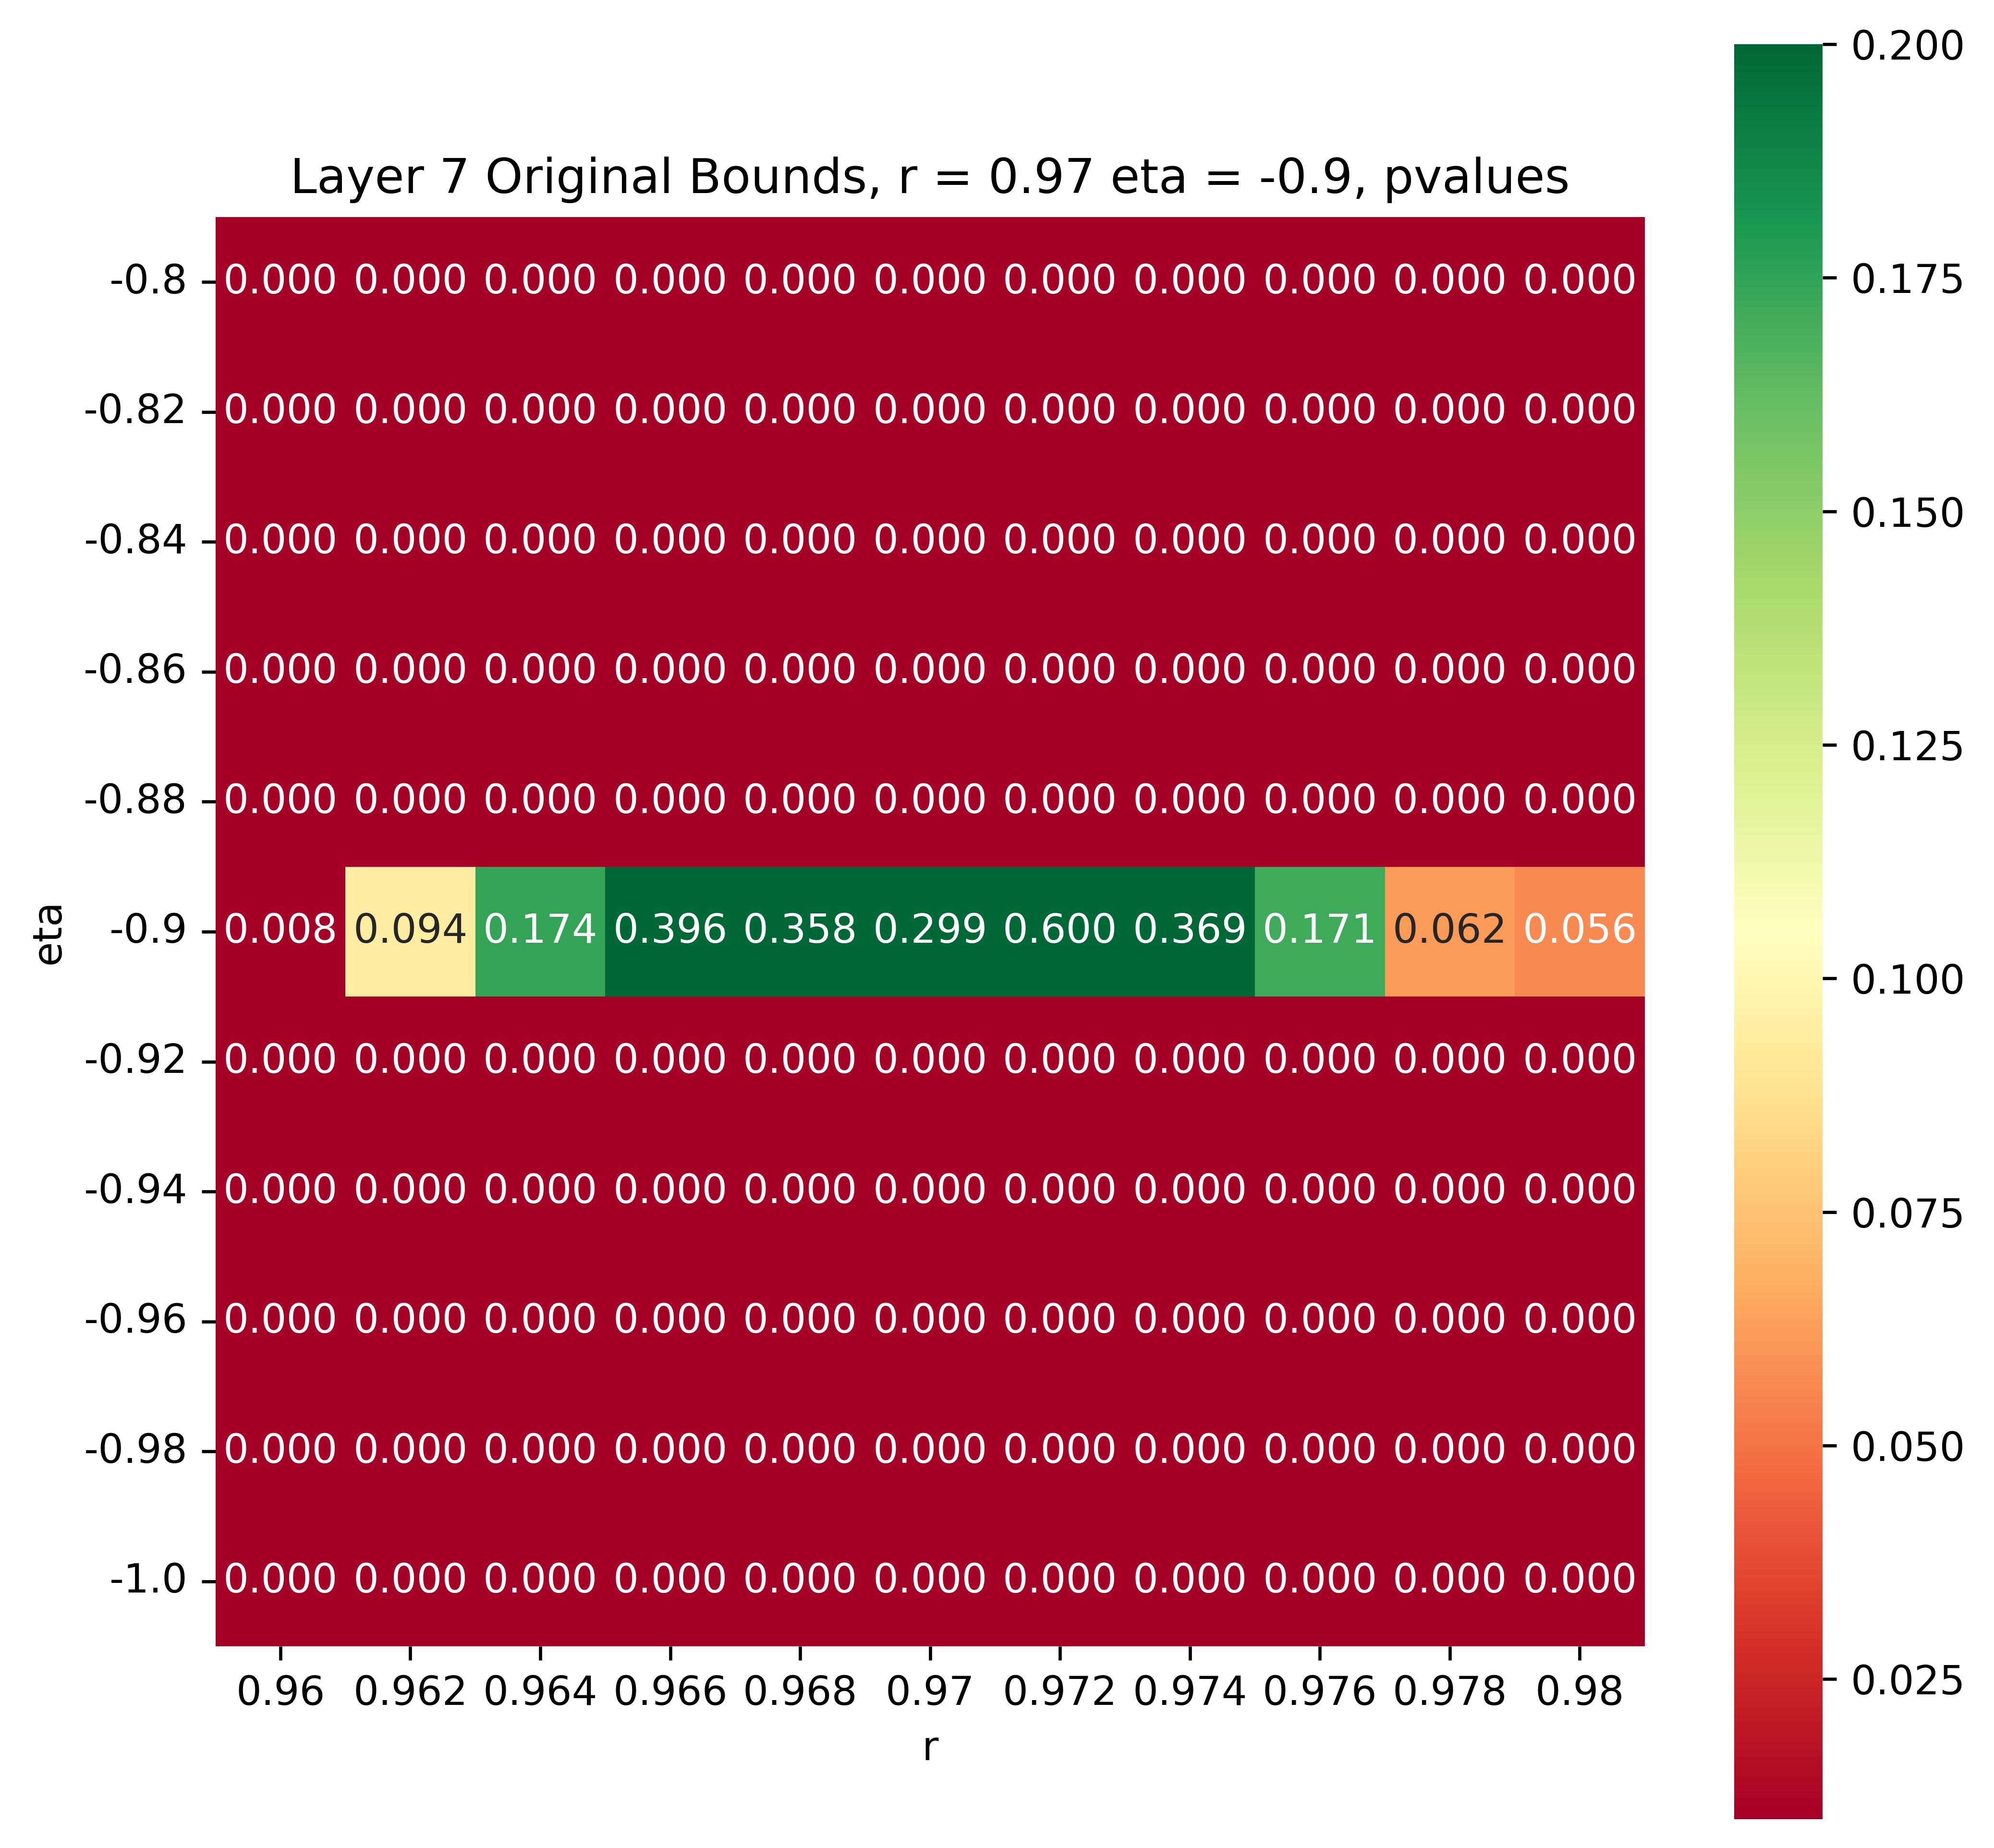 Layer 7 Original Bounds, r = 0.97 eta = -0.9, pvalues
eta
-0.8 0.000 0.000 0.000 0.000 0.000 0.000 0.000 0.000 0.000 0.000 0.000
-0.82 0.000 0.000 0.000 0.000 0.000 0.000 0.000 0.000 0.000 0.000 0.000
-0.84 0.000 0.000 0.000 0.000 0.000 0.000 0.000 0.000 0.000 0.000 0.000
-0.86 0.000 0.000 0.000 0.000 0.000 0.000 0.000 0.000 0.000 0.000 0.000
-0.88 0.000 0.000 0.000 0.000 0.000 0.000 0.000 0.000 0.000 0.000 0.000
-0.9 0.008 0.094 0.174 0.396 0.358 0.299 0.600 0.369 0.171 0.062 0.056
-0.92 0.000 0.000 0.000 0.000 0.000 0.000 0.000 0.000 0.000 0.000 0.000
-0.94 0.000 0.000 0.000 0.000 0.000 0.000 0.000 0.000 0.000 0.000 0.000
-0.96 0.000 0.000 0.000 0.000 0.000 0.000 0.000 0.000 0.000 0.000 0.000
-0.98 0.000 0.000 0.000 0.000 0.000 0.000 0.000 0.000 0.000 0.000 0.000
-1.0 0.000 0.000 0.000 0.000 0.000 0.000 0.000 0.000 0.000 0.000 0.000
0.96 0.962 0.964 0.966 0.968 0.97 0.972 0.974 0.976 0.978 0.98
r
0.200
0.175
0.150
0.125
0.100
0.075
0.050
0.025